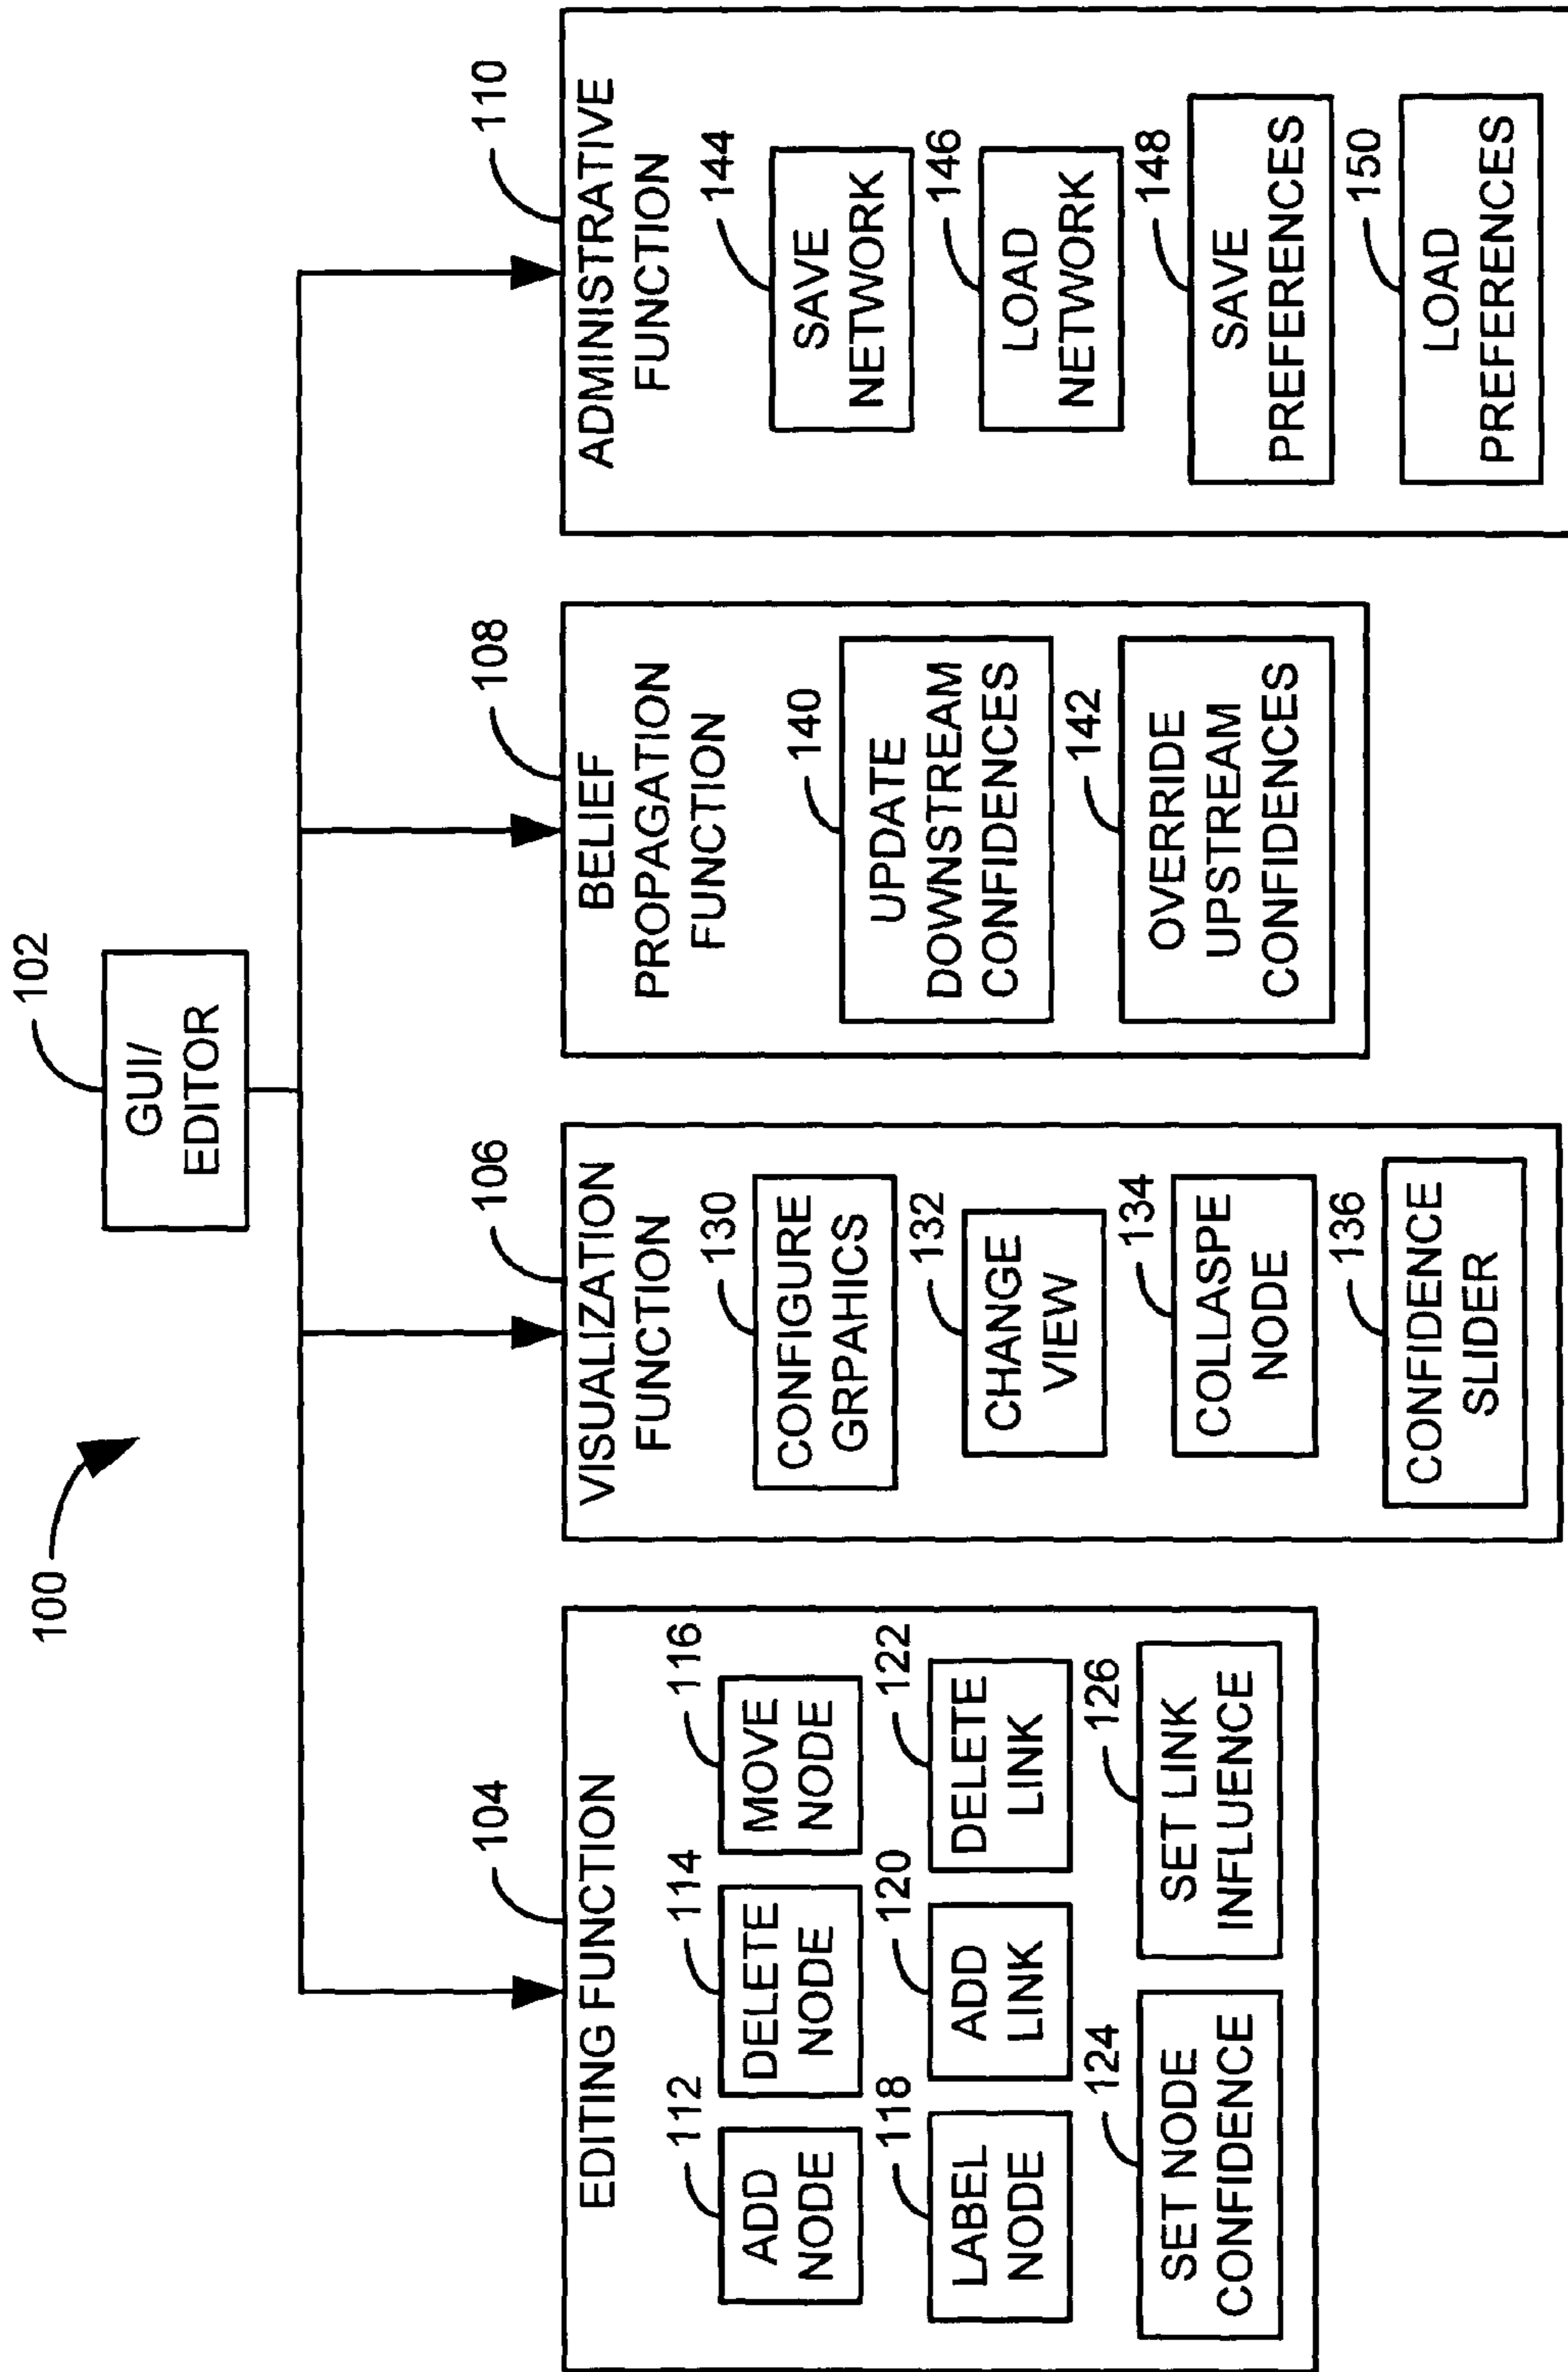 100
102
GUI/
EDITOR
104
EDITING FUNCTION
112
ADD
NODE
114
DELETE
NODE
116
MOVE
NODE
118
LABEL
NODE
120
ADD
LINK
122
DELETE
LINK
124
SET NODE
CONFIDENCE
126
SET LINK
INFLUENCE
106
VISUALIZATION
FUNCTION
130
CONFIGURE
GRPAHICS
132
CHANGE
VIEW
134
COLLASPE
NODE
136
CONFIDENCE
SLIDER
108
BELIEF
PROPAGATION
FUNCTION
140
UPDATE
DOWNSTREAM
CONFIDENCES
142
OVERRIDE
UPSTREAM
CONFIDENCES
110
ADMINISTRATIVE
FUNCTION
144
SAVE
NETWORK
146
LOAD
NETWORK
148
SAVE
PREFERENCES
150
LOAD
PREFERENCES